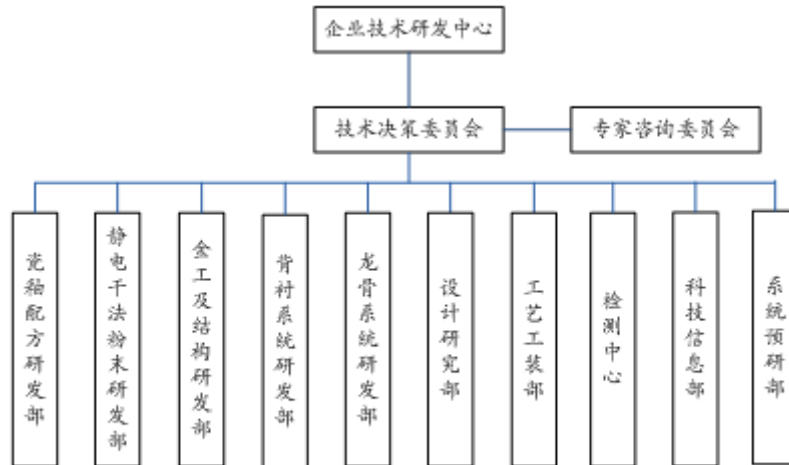 企业技术研发中心
技术决策委员会
专家咨询委员会
瓷釉配方研发部
静电干法粉末研发部
金工及结构研发部
背衬系统研发部
龙骨系统研发部
设计研究部
工艺工装部
检测中心
科技信息部
系统预研部